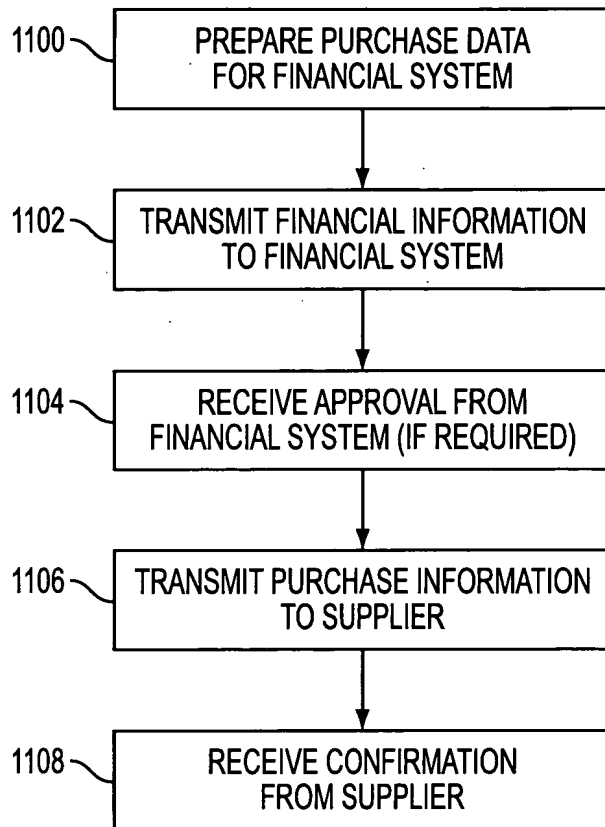 1100
PREPARE PURCHASE DATA
FOR FINANCIAL SYSTEM
1102
TRANSMIT FINANCIAL INFORMATION
TO FINANCIAL SYSTEM
1104
RECEIVE APPROVAL FROM
FINANCIAL SYSTEM (IF REQUIRED)
1106
TRANSMIT PURCHASE INFORMATION
TO SUPPLIER
1108
RECEIVE CONFIRMATION
FROM SUPPLIER